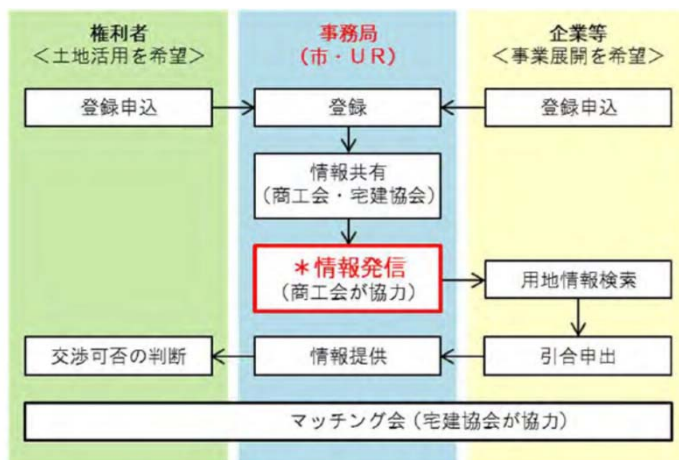 権利者
＜土地活用を希望＞
事務局
（市・ＵＲ）
企業等
＜事業展開を希望＞
登録申込
登録
登録申込
情報共有
（商工会・宅建協会）
＊情報発信
（商工会が協力）
用地情報検索
交渉可否の判断
情報提供
引合申出
マッチング会（宅建協会が協力）